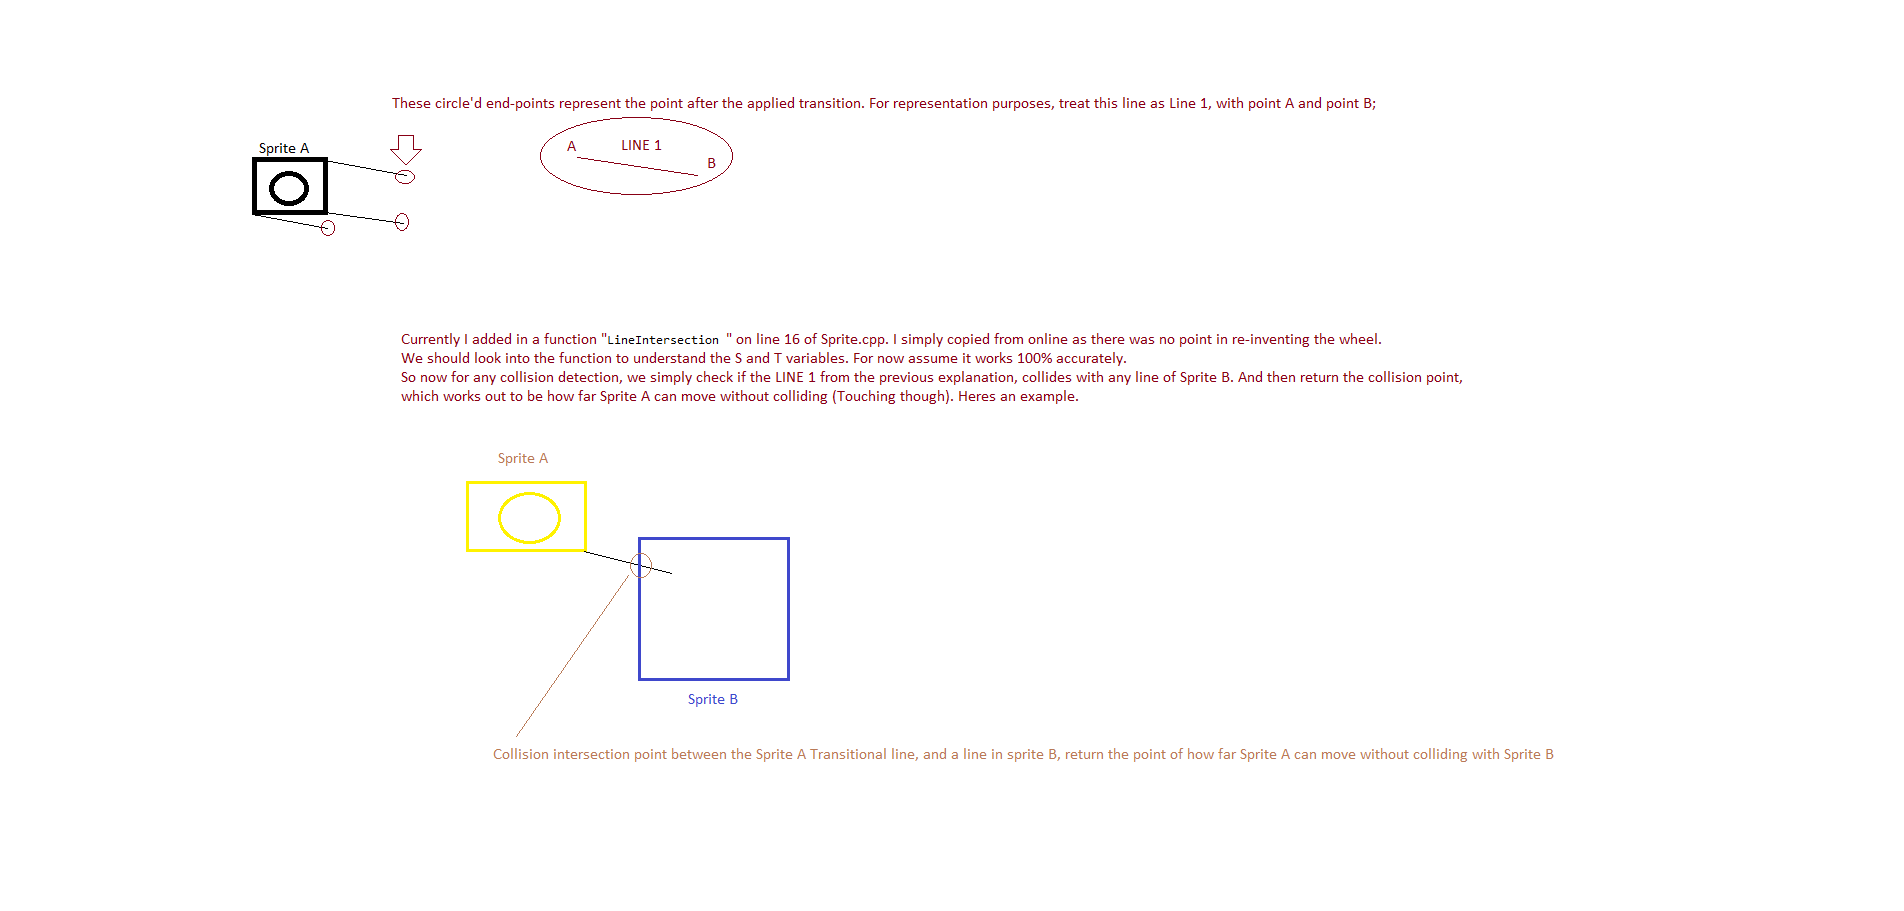 These circle'd end-points represent the point after the applied transition. For representation purposes, treat this line as Line 1, with point A and point B;
Sprite A
A LINE 1
B
Currently I added in a function "LineIntersection " on line 16 of Sprite.cpp. I simply copied from online as there was no point in re-inventing the wheel.
We should look into the function to understand the S and T variables. For now assume it works 100% accurately.
So now for any collision detection, we simply check if the LINE 1 from the previous explanation, collides with any line of Sprite B. And then return the collision point,
which works out to be how far Sprite A can move without colliding (Touching though). Heres an example.
Sprite A
Sprite B
Collision intersection point between the Sprite A Transitional line, and a line in sprite B, return the point of how far Sprite A can move without colliding with Sprite B